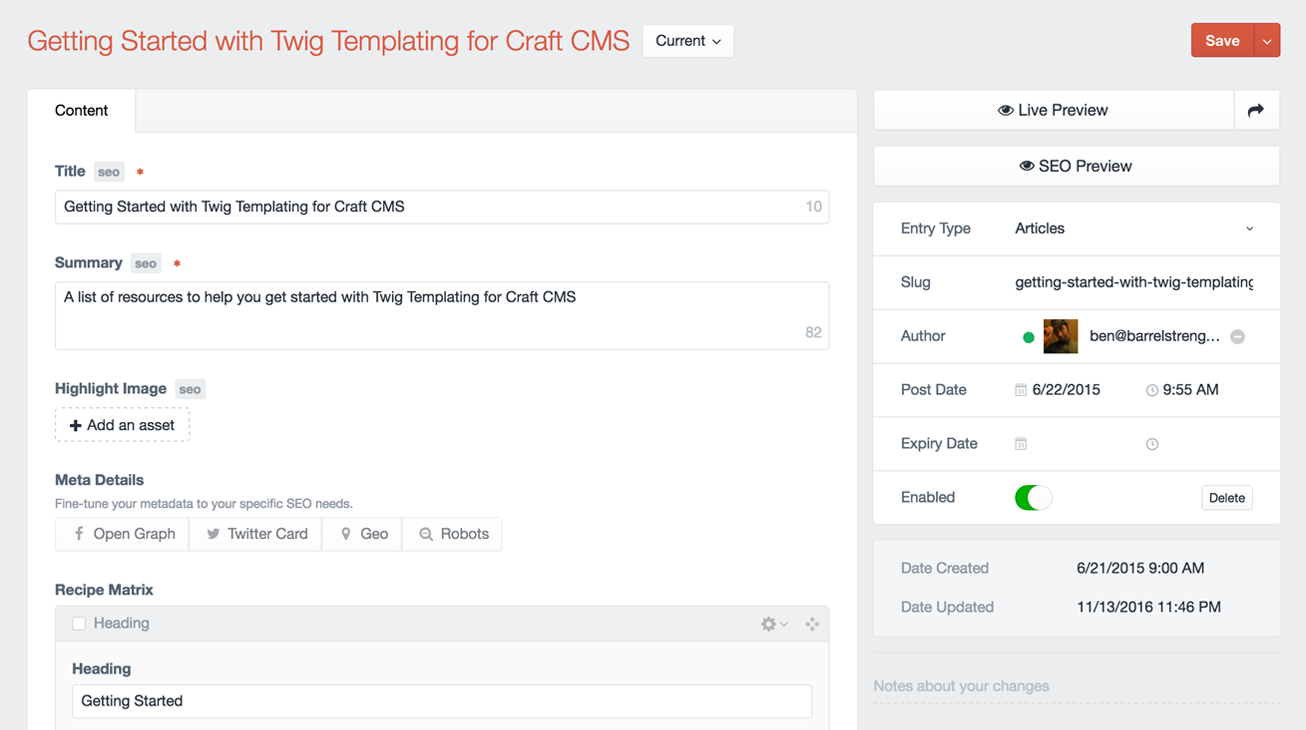 Getting Started with Twig Templating for Craft CMS
Current
Save
Content
Title seo *
Getting Started with Twig Templating for Craft CMS 10
Summary seo *
A list of resources to help you get started with Twig Templating for Craft CMS
82
Highlight Image seo
+ Add an asset
Meta Details
Fine-tune your metadata to your specific SEO needs.
Open Graph Twitter Card Geo Robots
Recipe Matrix
Heading
Heading
Getting Started
Live Preview
SEO Preview
Entry Type Articles
Slug getting-started-with-twig-templating
Author ben@barrelstreng...
Post Date 6/22/2015 9:55 AM
Expiry Date
Enabled Delete
Date Created 6/21/2015 9:00 AM
Date Updated 11/13/2016 11:46 PM
Notes about your changes